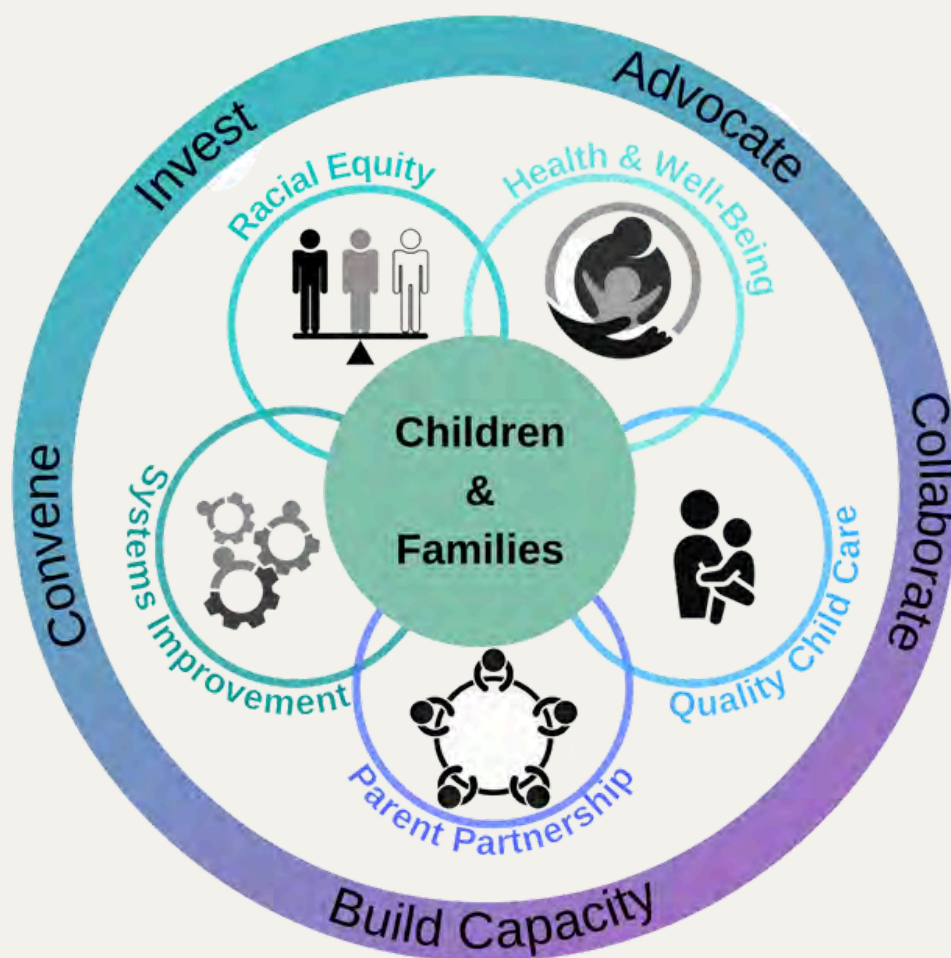 Invest
Advocate
Racial Equity
Health & Well-Being
Children
&
Families
Convene
Collaborate
Systems Improvement
Quality Child Care
Parent Partnership
Build Capacity